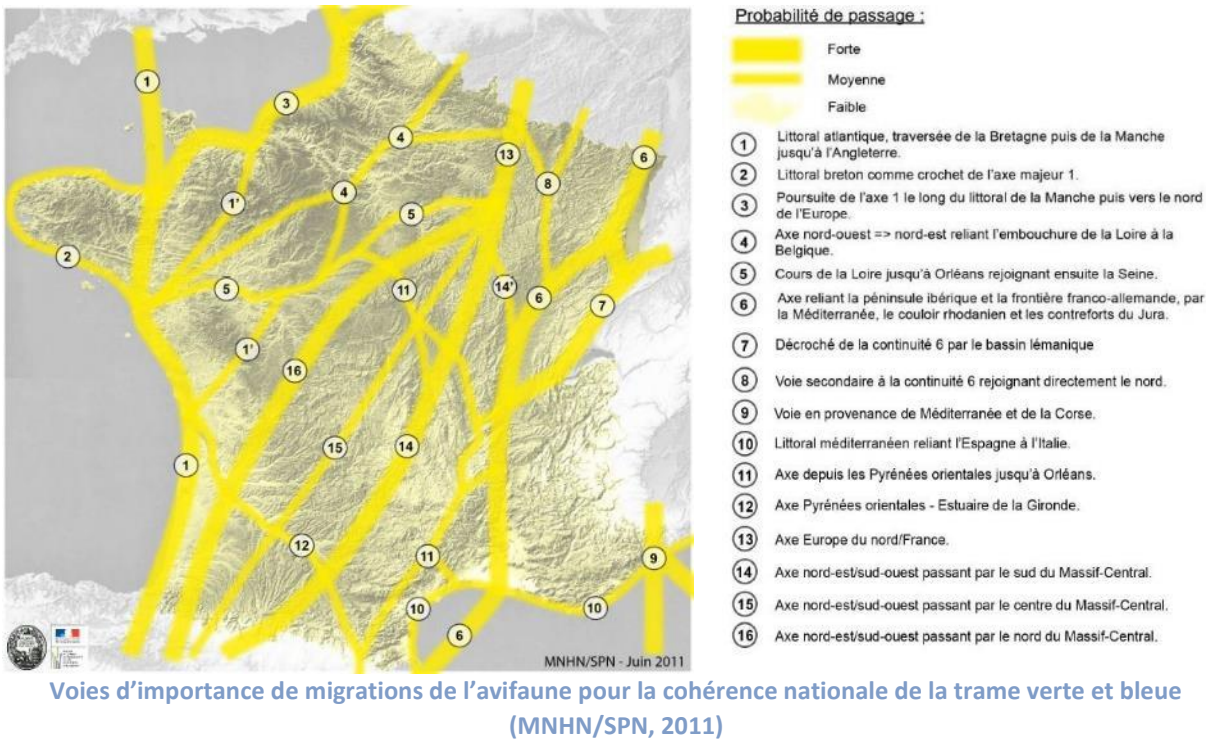 1
3
4
13
6
8
4
1'
5
2
5
11
14'
6
7
1'
16
15
14
1
12
11
9
10
10
6
MNHN/SPN - Juin 2011
Probabilité de passage :
Forte
Moyenne
Faible
1 Littoral atlantique, traversée de la Bretagne puis de la Manche
jusqu'à l'Angleterre.
2 Littoral breton comme crochet de l'axe majeur 1.
3 Poursuite de l'axe 1 le long du littoral de la Manche puis vers le nord
de l'Europe.
4 Axe nord-ouest => nord-est reliant l'embouchure de la Loire à la
Belgique.
5 Cours de la Loire jusqu'à Orléans rejoignant ensuite la Seine.
6 Axe reliant la péninsule ibérique et la frontière franco-allemande, par
la Méditerranée, le couloir rhodanien et les contreforts du Jura.
7 Décroché de la continuité 6 par le bassin lémanique
8 Voie secondaire à la continuité 6 rejoignant directement le nord.
9 Voie en provenance de Méditerranée et de la Corse.
10 Littoral méditerranéen reliant l'Espagne à l'Italie.
11 Axe depuis les Pyrénées orientales jusqu'à Orléans.
12 Axe Pyrénées orientales - Estuaire de la Gironde.
13 Axe Europe du nord/France.
14 Axe nord-est/sud-ouest passant par le sud du Massif-Central.
15 Axe nord-est/sud-ouest passant par le centre du Massif-Central.
16 Axe nord-est/sud-ouest passant par le nord du Massif-Central.
Voies d'importance de migrations de l'avifaune pour la cohérence nationale de la trame verte et bleue
(MNHN/SPN, 2011)